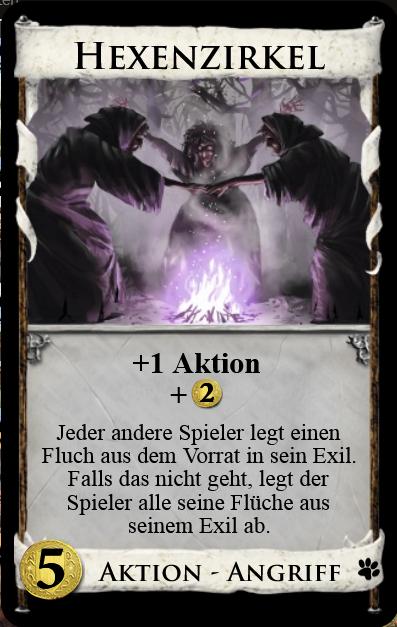 HEXENZIRKEL
+1 Aktion
+ 2
Jeder andere Spieler legt einen
Fluch aus dem Vorrat in sein Exil.
Falls das nicht geht, legt der
Spieler alle seine Flüche aus
seinem Exil ab.
5 AKTION - ANGRIFF